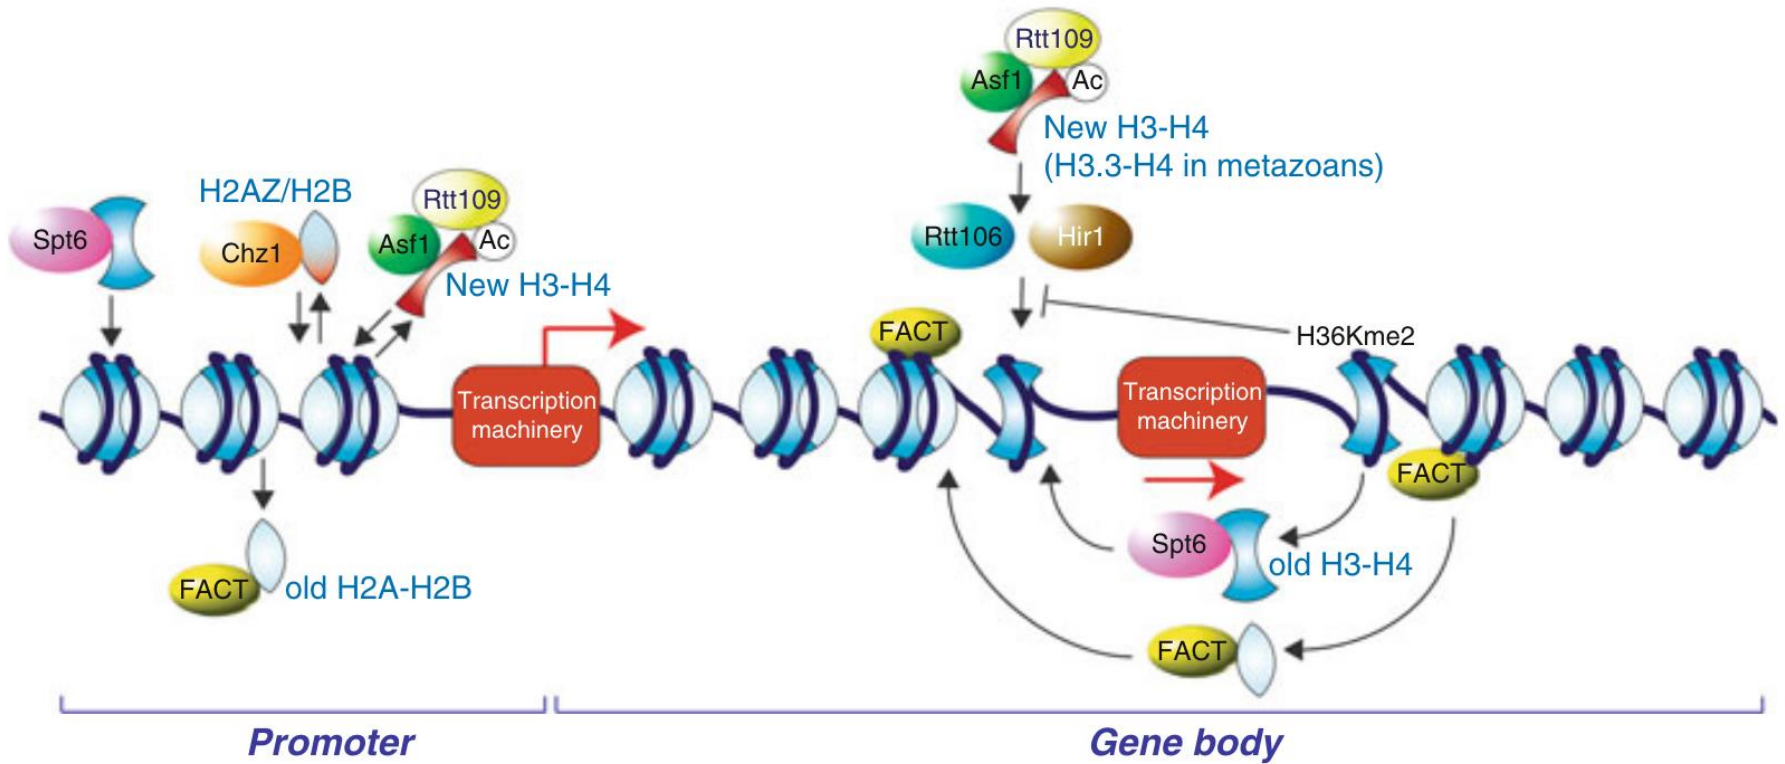 Rtt109
Asf1
Ac
New H3-H4
(H3.3-H4 in metazoans)
Rtt106
Hir1
H2AZ/H2B
Spt6
Chz1
Rtt109
Asf1
Ac
New H3-H4
FACT
H36Kme2
Transcription
machinery
Transcription
machinery
FACT
Spt6
old H3-H4
FACT
old H2A-H2B
FACT
Promoter
Gene body